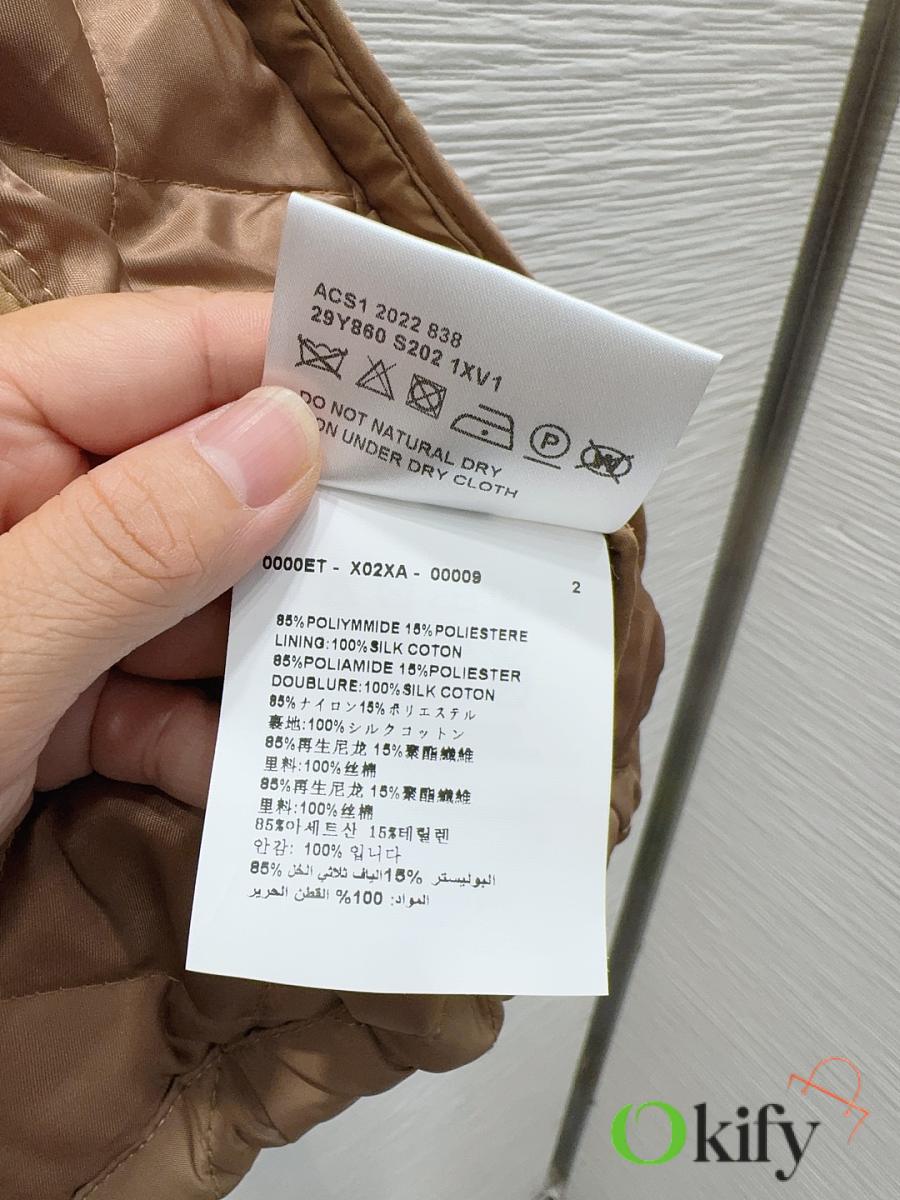 ACS1 2022 838
29Y860 S202 1XV1
P
W
DO NOT NATURAL DRY
ON UNDER DRY CLOTH
0000ET - X02XA - 00009
2
85%POLIYMMIDE 15%POLIESTERE
LINING:100%SILK COTON
85%POLIAMIDE 15%POLIESTER
DOUBLURE:100%SILK COTON
85%ナイロン15%ポリエステル
裏地:100%シルクコットン
85%再生尼龙 15%聚酯纖維
里料:100%丝棉
85%再生尼龙 15%聚酯纖維
里料:100%丝棉
85%아세트산 15%테릴렌
안감: 100% 입니다
البوليستر 15%الياف ثلاثي الخل 85%
المواد: 100% القطن الحرير
Okify